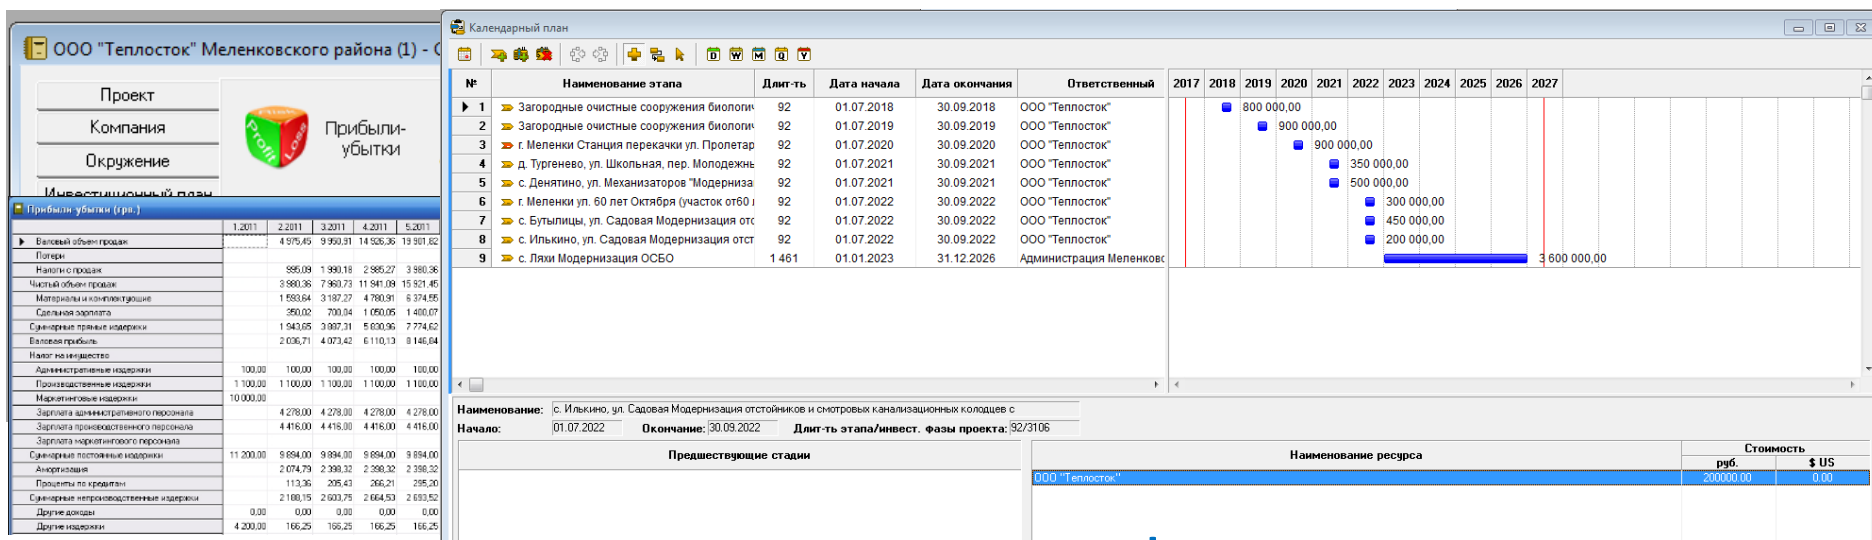 ООО "Теплосток" Меленковского района (1) - С
Проект
Компания
Окружение
Инвестиционный план
Profit
Loss
Прибыли-
убытки
Прибыли-убытки (грн.)
1.2011 2.2011 3.2011 4.2011 5.2011
Валовый объем продаж 4 975,45 9 950,91 14 926,36 19 901,82
Потери
Налоги с продаж 995,09 1 990,18 2 985,27 3 980,36
Чистый объем продаж 3 980,36 7 960,73 11 941,09 15 921,45
Материалы и комплектующие 1 593,64 3 187,27 4 780,91 6 374,55
Сдельная зарплата 350,02 700,04 1 050,05 1 400,07
Суммарные прямые издержки 1 943,65 3 887,31 5 830,96 7 774,62
Валовая прибыль 2 036,71 4 073,42 6 110,13 8 146,84
Налог на имущество
Административные издержки 100,00 100,00 100,00 100,00 100,00
Производственные издержки 1 100,00 1 100,00 1 100,00 1 100,00 1 100,00
Маркетинговые издержки 10 000,00
Зарплата административного персонала 4 278,00 4 278,00 4 278,00 4 278,00
Зарплата производственного персонала 4 416,00 4 416,00 4 416,00 4 416,00
Зарплата маркетингового персонала
Суммарные постоянные издержки 11 200,00 9 894,00 9 894,00 9 894,00 9 894,00
Амортизация 2 074,79 2 398,32 2 398,32 2 398,32
Проценты по кредитам 113,36 205,43 266,21 295,20
Суммарные непроизводственные издержки 2 188,15 2 603,75 2 664,53 2 693,52
Другие доходы 0,00 0,00 0,00 0,00 0,00
Другие издержки 4 200,00 166,25 166,25 166,25 166,25
Календарный план
D W M Q Y
№ Наименование этапа Длит-ть Дата начала Дата окончания Ответственный 2017 2018 2019 2020 2021 2022 2023 2024 2025 2026 2027
1 Загородные очистные сооружения биологич 92 01.07.2018 30.09.2018 ООО "Теплосток" 800 000,00
2 Загородные очистные сооружения биологич 92 01.07.2019 30.09.2019 ООО "Теплосток" 900 000,00
3 г. Меленки Станция перекачки ул. Пролетар 92 01.07.2020 30.09.2020 ООО "Теплосток" 900 000,00
4 д. Тургенево, ул. Школьная, пер. Молодежны 92 01.07.2021 30.09.2021 ООО "Теплосток" 350 000,00
5 с. Денятино, ул. Механизаторов "Модерниза 92 01.07.2021 30.09.2021 ООО "Теплосток" 500 000,00
6 г. Меленки ул. 60 лет Октября (участок от60 л 92 01.07.2022 30.09.2022 ООО "Теплосток" 300 000,00
7 с. Бутылицы, ул. Садовая Модернизация отс 92 01.07.2022 30.09.2022 ООО "Теплосток" 450 000,00
8 с. Илькино, ул. Садовая Модернизация отст 92 01.07.2022 30.09.2022 ООО "Теплосток" 200 000,00
9 с. Ляхи Модернизация ОСБО 1 461 01.01.2023 31.12.2026 Администрация Меленковс 3 600 000,00
Наименование: с. Илькино, ул. Садовая Модернизация отстойников и смотровых канализационных колодцев с
Начало: 01.07.2022 Окончание: 30.09.2022 Длит-ть этапа/инвест. фазы проекта: 92/3106
Предшествующие стадии Наименование ресурса Стоимость
руб. $ US
ООО "Теплосток" 200000.00 0.00